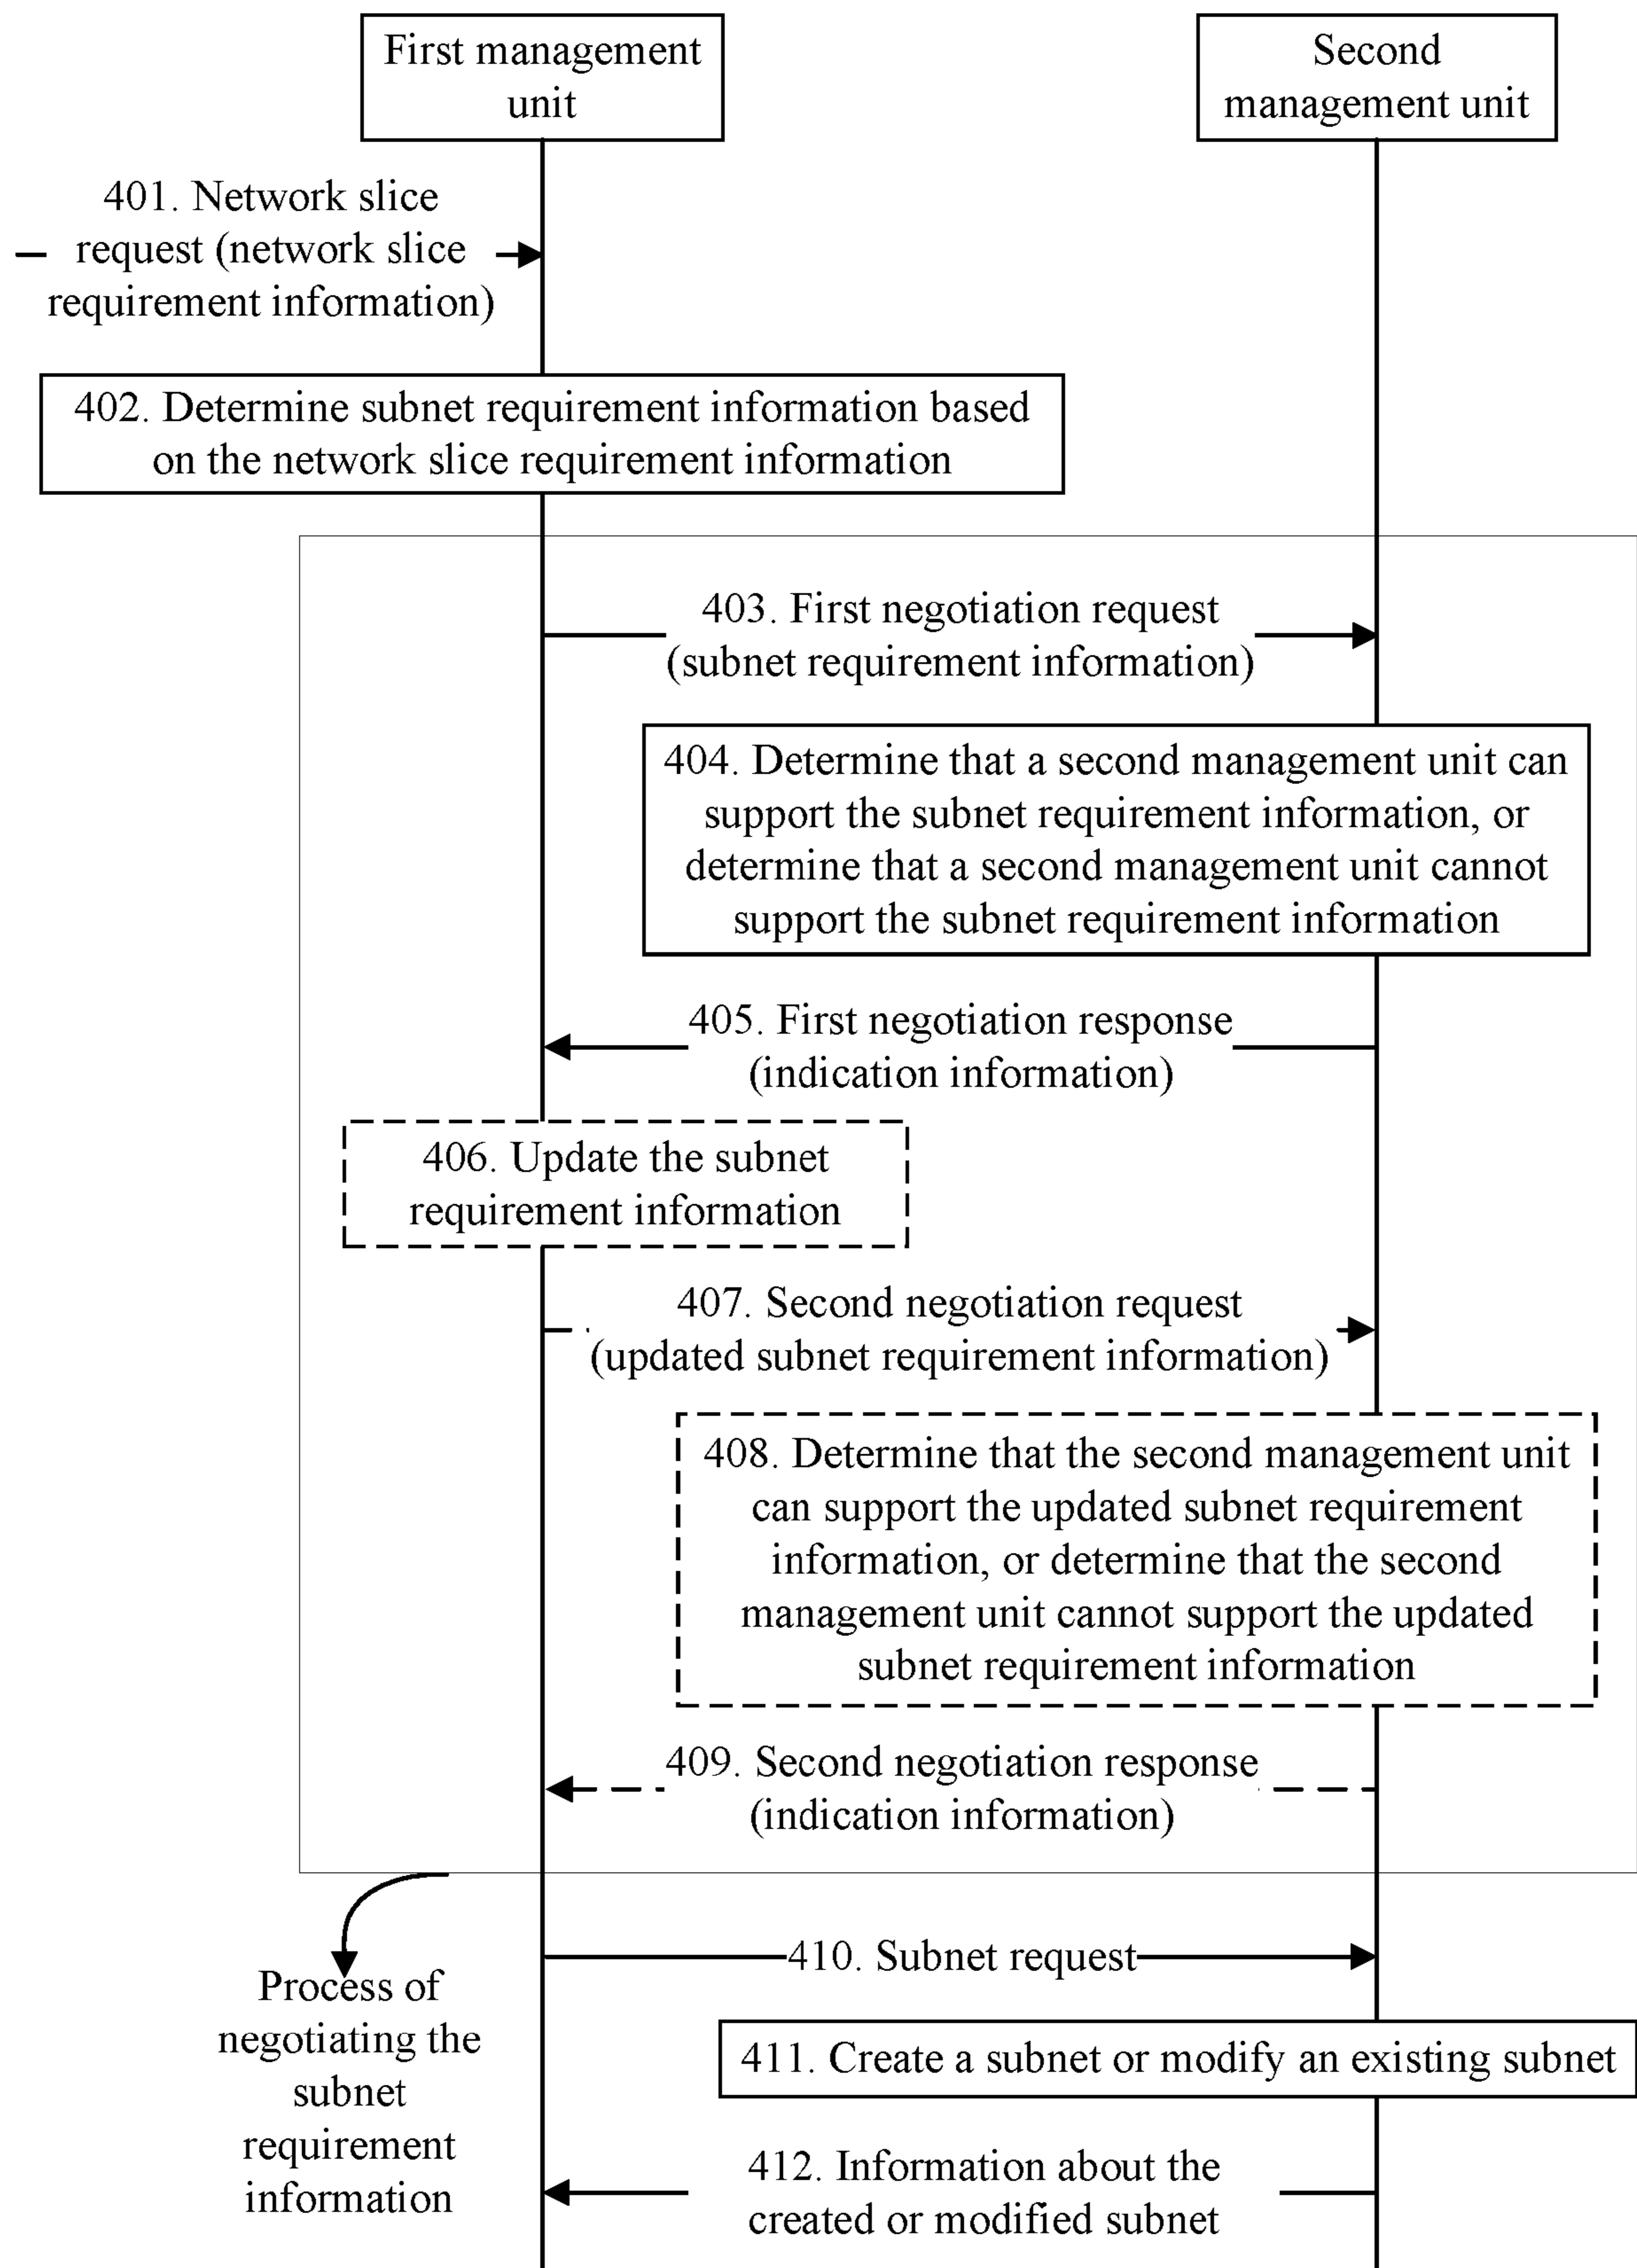 First management
unit
Second
management unit
401. Network slice
request (network slice
requirement information)
402. Determine subnet requirement information based
on the network slice requirement information
403. First negotiation request
(subnet requirement information)
404. Determine that a second management unit can
support the subnet requirement information, or
determine that a second management unit cannot
support the subnet requirement information
405. First negotiation response
(indication information)
406. Update the subnet
requirement information
407. Second negotiation request
(updated subnet requirement information)
408. Determine that the second management unit
can support the updated subnet requirement
information, or determine that the second
management unit cannot support the updated
subnet requirement information
409. Second negotiation response
(indication information)
410. Subnet request
Process of
negotiating the
subnet
requirement
information
411. Create a subnet or modify an existing subnet
412. Information about the
created or modified subnet